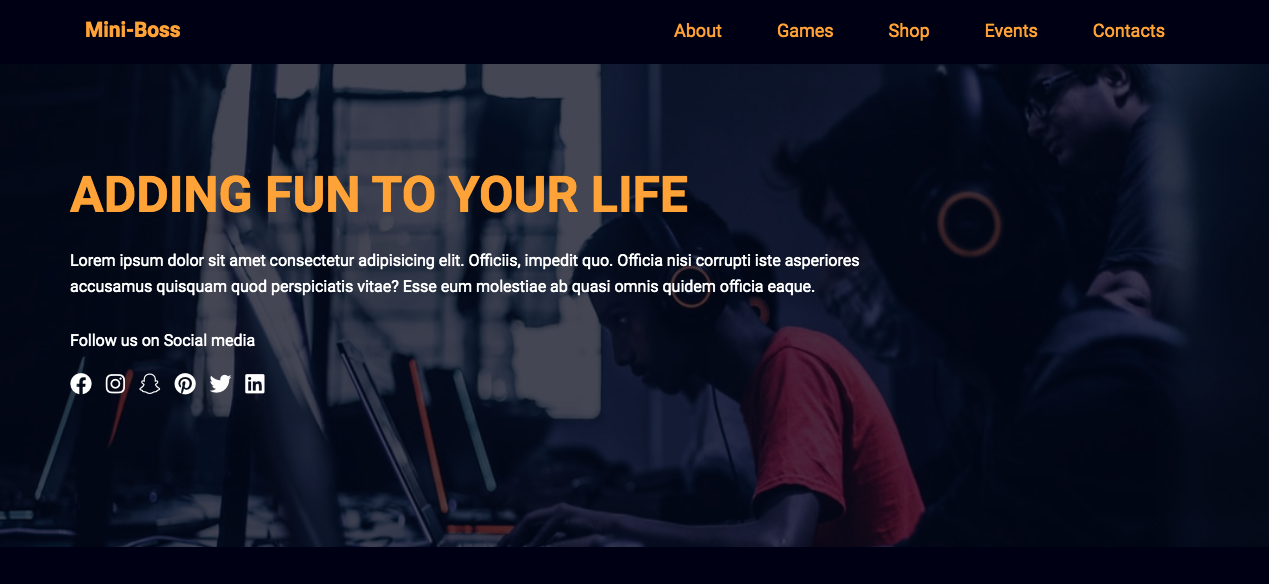 Mini-Boss
About Games Shop Events Contacts
ADDING FUN TO YOUR LIFE
Lorem ipsum dolor sit amet consectetur adipisicing elit. Officiis, impedit quo. Officia nisi corrupti iste asperiores
accusamus quisquam quod perspiciatis vitae? Esse eum molestiae ab quasi omnis quidem officia eaque.
Follow us on Social media